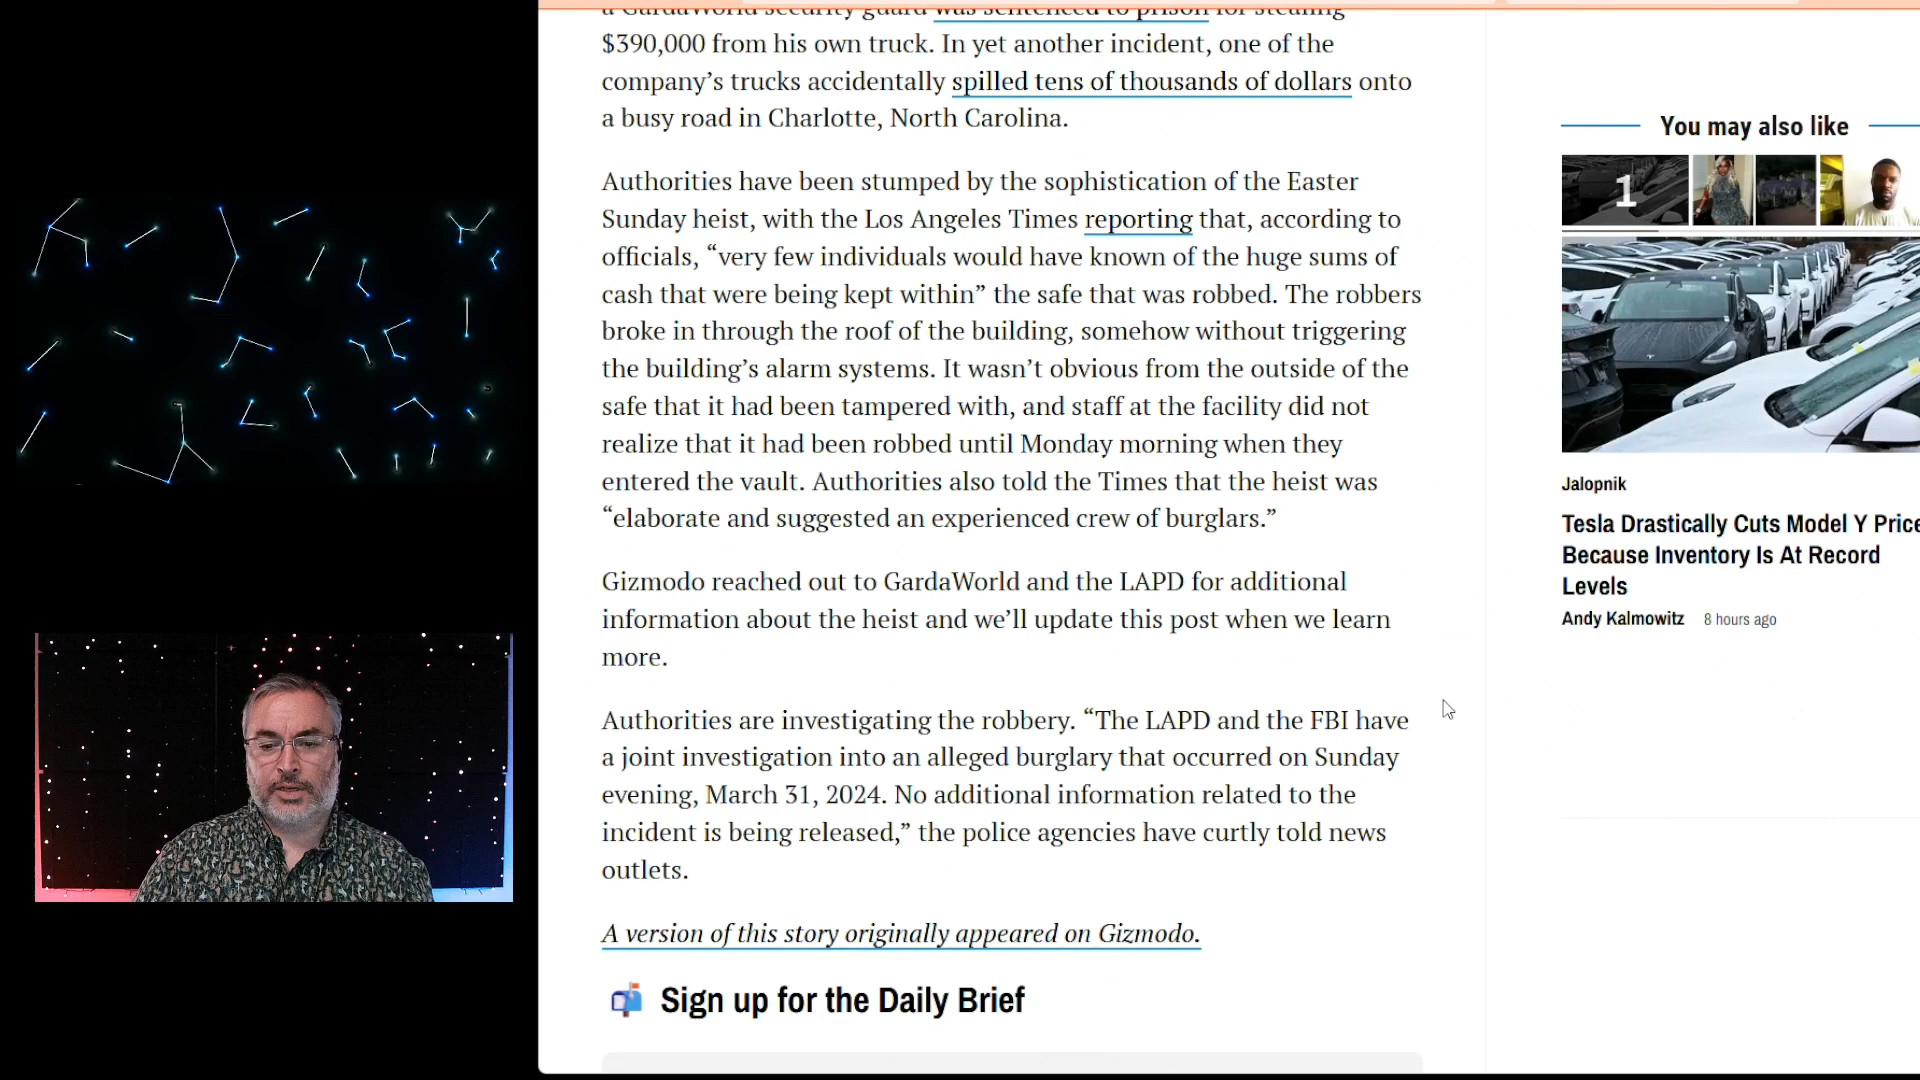 a GardaWorld security guard was sentenced to prison for stealing
$390,000 from his own truck. In yet another incident, one of the
company’s trucks accidentally spilled tens of thousands of dollars onto
a busy road in Charlotte, North Carolina.
Authorities have been stumped by the sophistication of the Easter
Sunday heist, with the Los Angeles Times reporting that, according to
officials, “very few individuals would have known of the huge sums of
cash that were being kept within” the safe that was robbed. The robbers
broke in through the roof of the building, somehow without triggering
the building’s alarm systems. It wasn’t obvious from the outside of the
safe that it had been tampered with, and staff at the facility did not
realize that it had been robbed until Monday morning when they
entered the vault. Authorities also told the Times that the heist was
“elaborate and suggested an experienced crew of burglars.”
Gizmodo reached out to GardaWorld and the LAPD for additional
information about the heist and we’ll update this post when we learn
more.
Authorities are investigating the robbery. “The LAPD and the FBI have
a joint investigation into an alleged burglary that occurred on Sunday
evening, March 31, 2024. No additional information related to the
incident is being released,” the police agencies have curtly told news
outlets.
A version of this story originally appeared on Gizmodo.
Sign up for the Daily Brief
You may also like
1
Jalopnik
Tesla Drastically Cuts Model Y Price
Because Inventory Is At Record
Levels
Andy Kalmowitz 8 hours ago